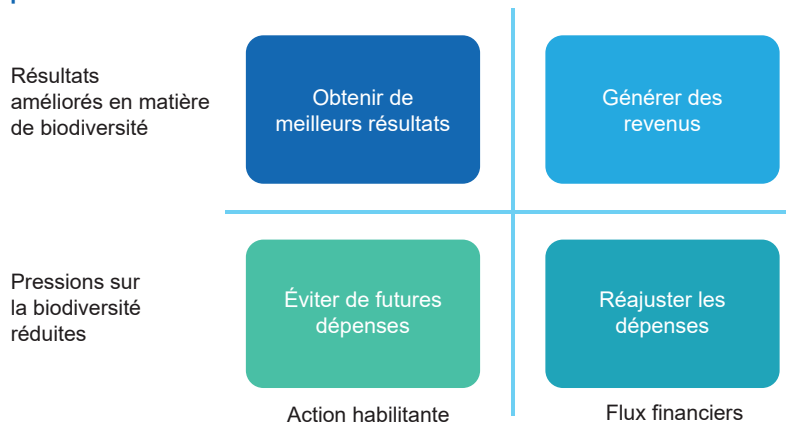 Résultats
améliorés en matière
de biodiversité
Obtenir de
meilleurs résultats
Générer des
revenus
Pressions sur
la biodiversité
réduites
Éviter de futures
dépenses
Réajuster les
dépenses
Action habilitante
Flux financiers